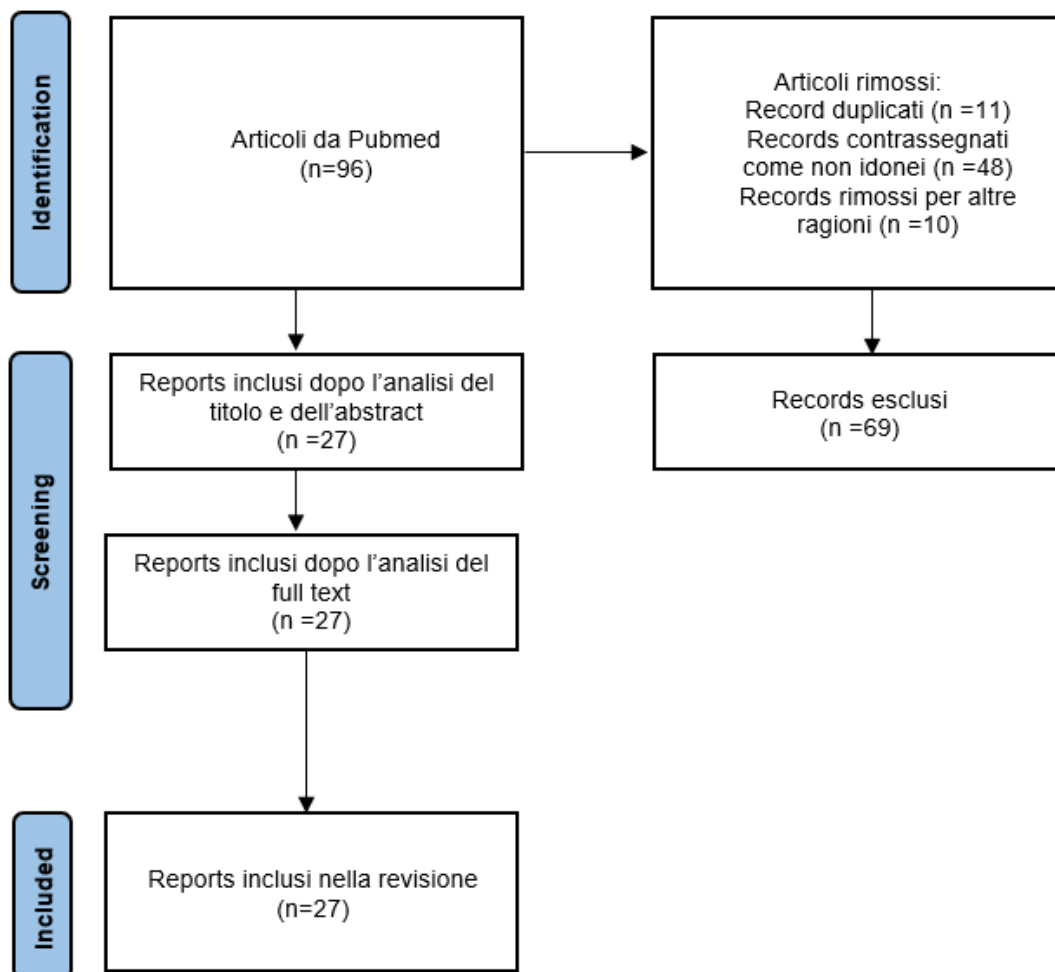 Identification
Articoli da Pubmed
(n=96)
Articoli rimossi:
Record duplicati (n =11)
Records contrassegnati
come non idonei (n =48)
Records rimossi per altre
ragioni (n =10)
Screening
Reports inclusi dopo l’analisi del
titolo e dell’abstract
(n =27)
Records esclusi
(n =69)
Reports inclusi dopo l’analisi del
full text
(n =27)
Included
Reports inclusi nella revisione
(n=27)